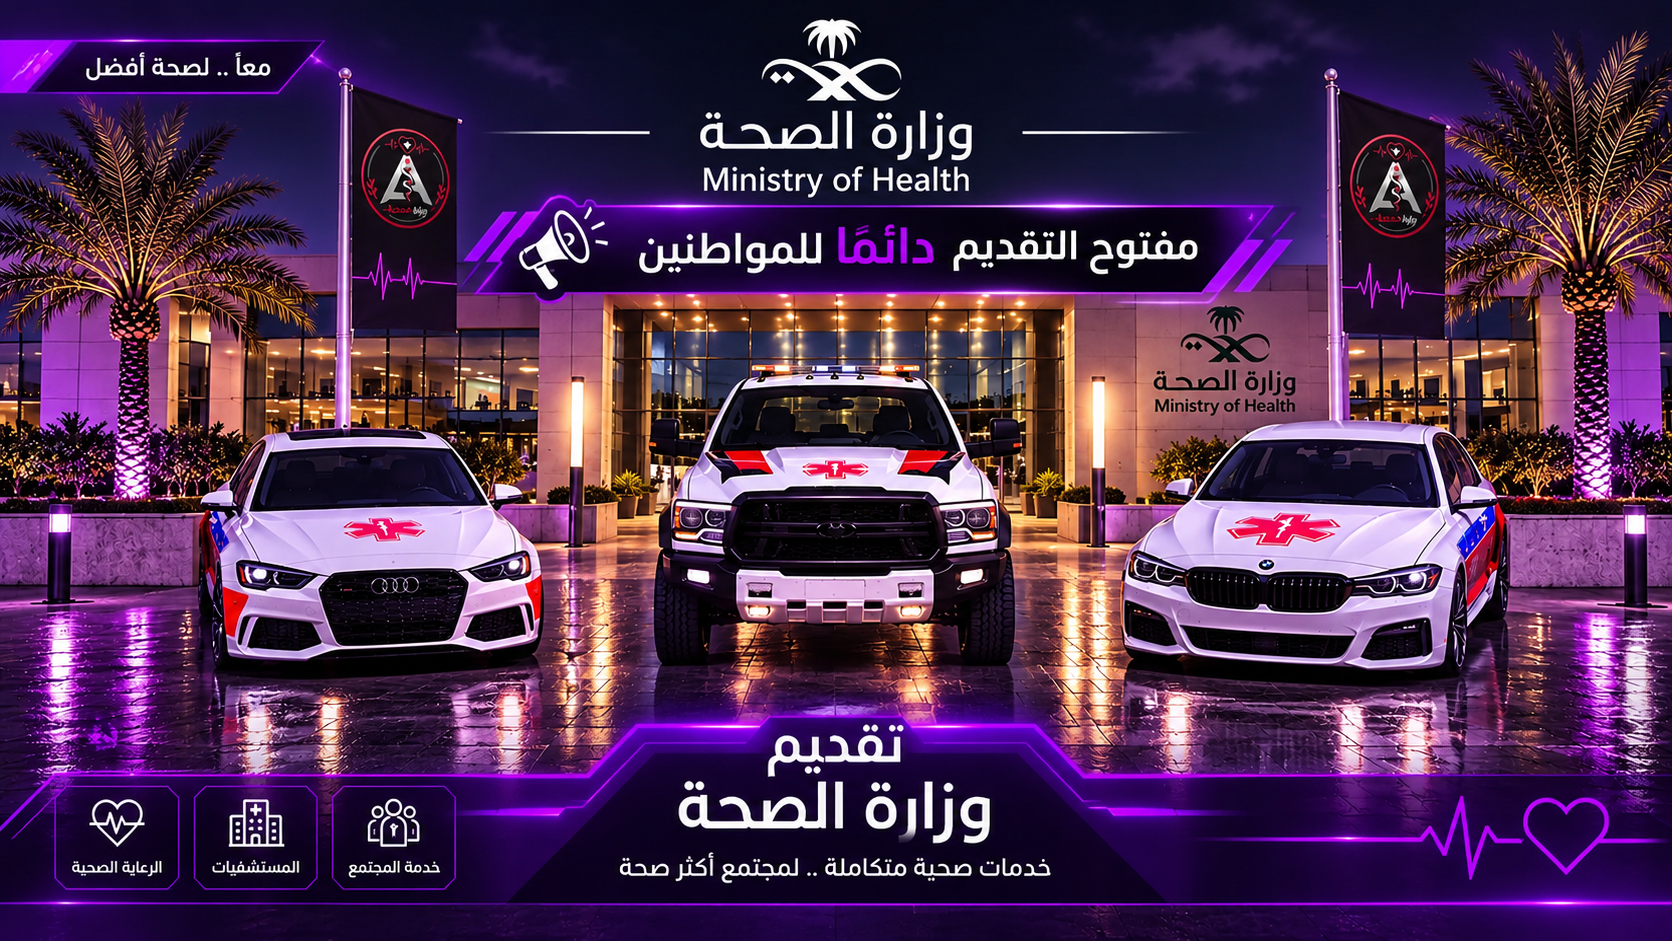 معاً .. لصحة أفضل
وزارة الصحة
Ministry of Health
مفتوح التقديم دائمًا للمواطنين
وزارة الصحة
Ministry of Health
تقديم
وزارة الصحة
خدمات صحية متكاملة .. لمجتمع أكثر صحة
خدمة المجتمع
المستشفيات
الرعاية الصحية